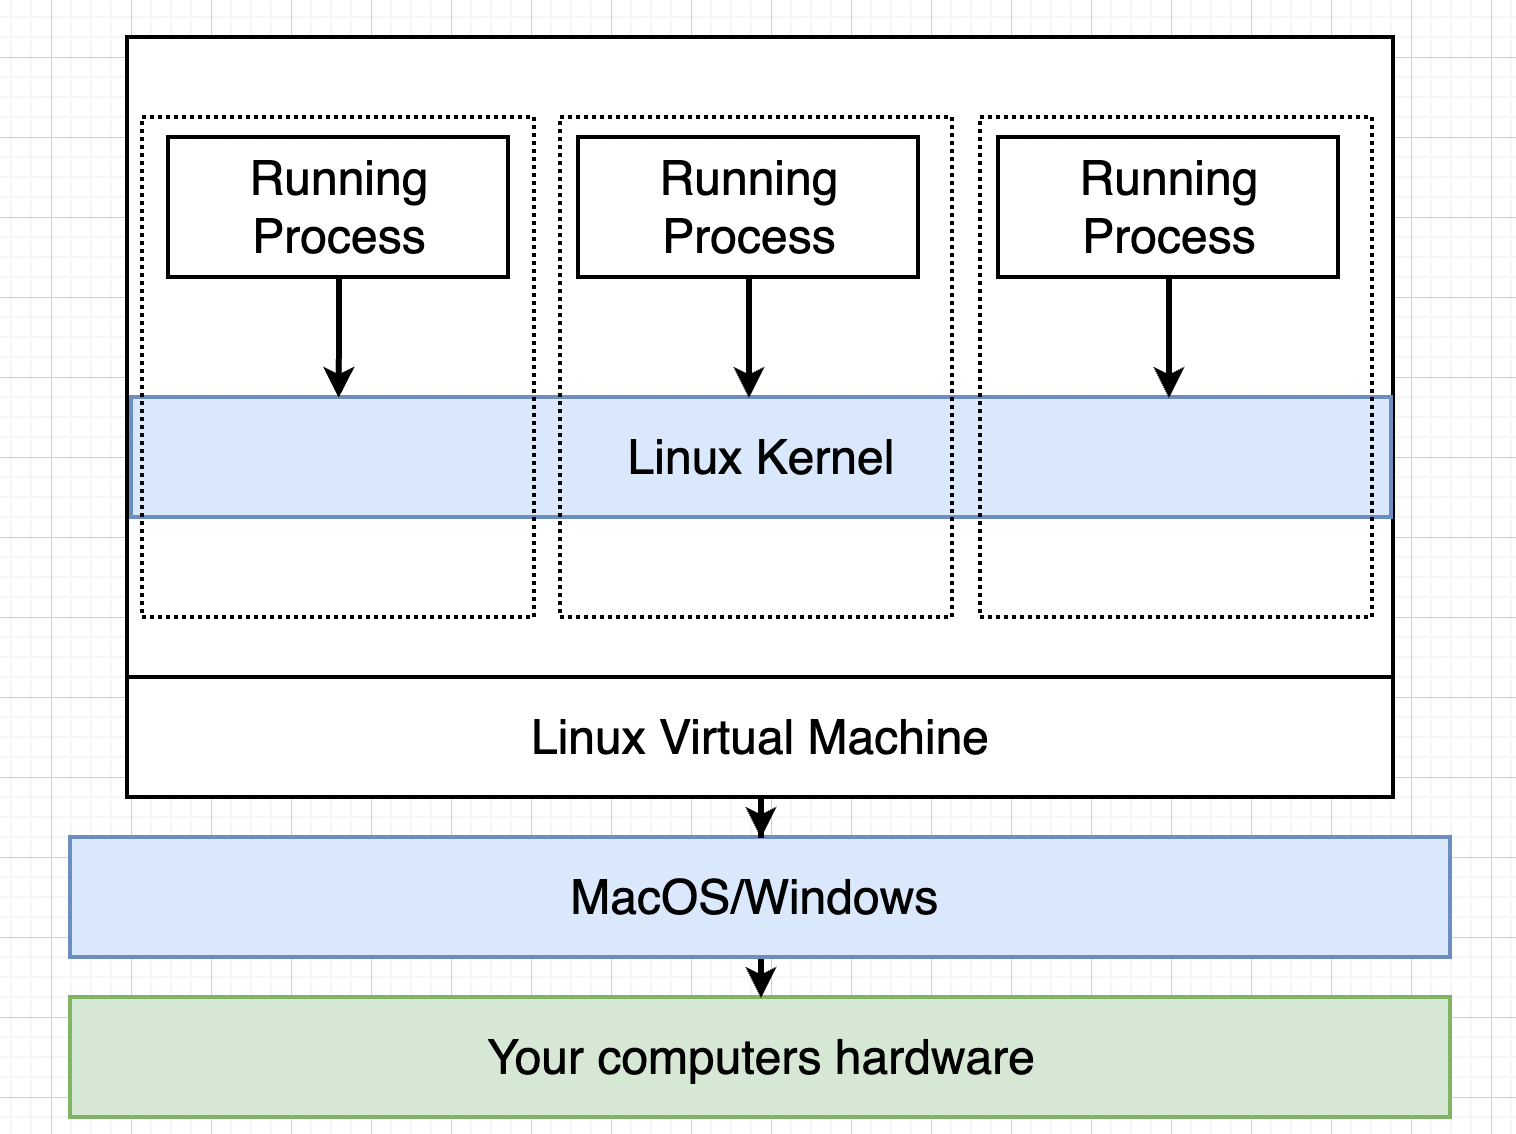 Running
Process
Running
Process
Running
Process
Linux Kernel
Linux Virtual Machine
MacOS/Windows
Your computers hardware